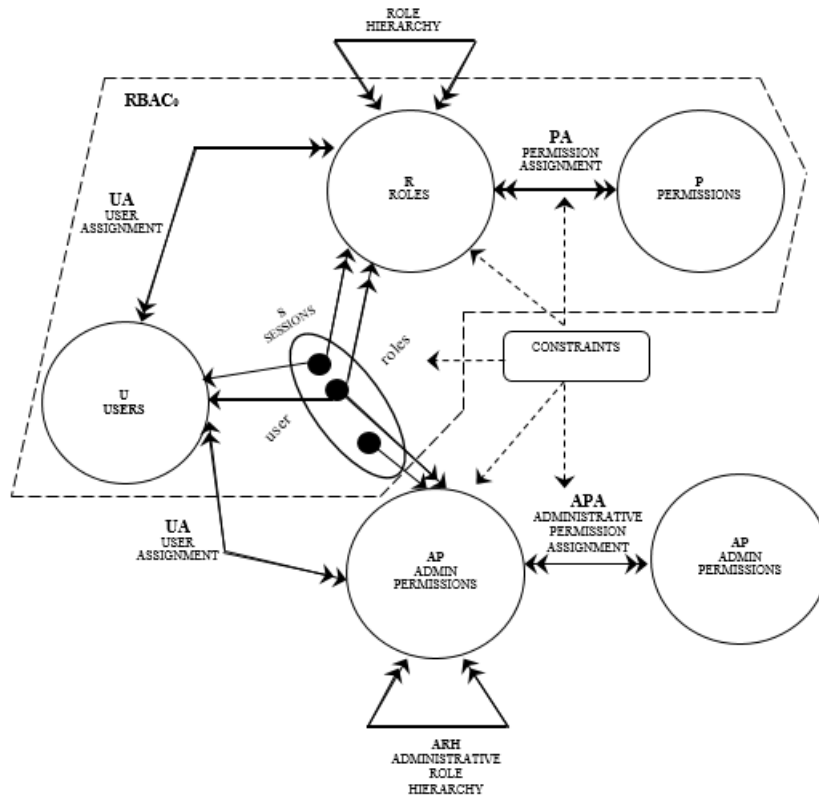 ROLE
HIERARCHY
RBAC₀
PA
PERMISSION
ASSIGNMENT
R
ROLES
P
PERMISSIONS
UA
USER
ASSIGNMENT
S
SESSIONS
roles
CONSTRAINTS
U
USERS
user
APA
ADMINISTRATIVE
PERMISSION
ASSIGNMENT
UA
USER
ASSIGNMENT
AP
ADMIN
PERMISSIONS
AP
ADMIN
PERMISSIONS
ARH
ADMINISTRATIVE
ROLE
HIERARCHY